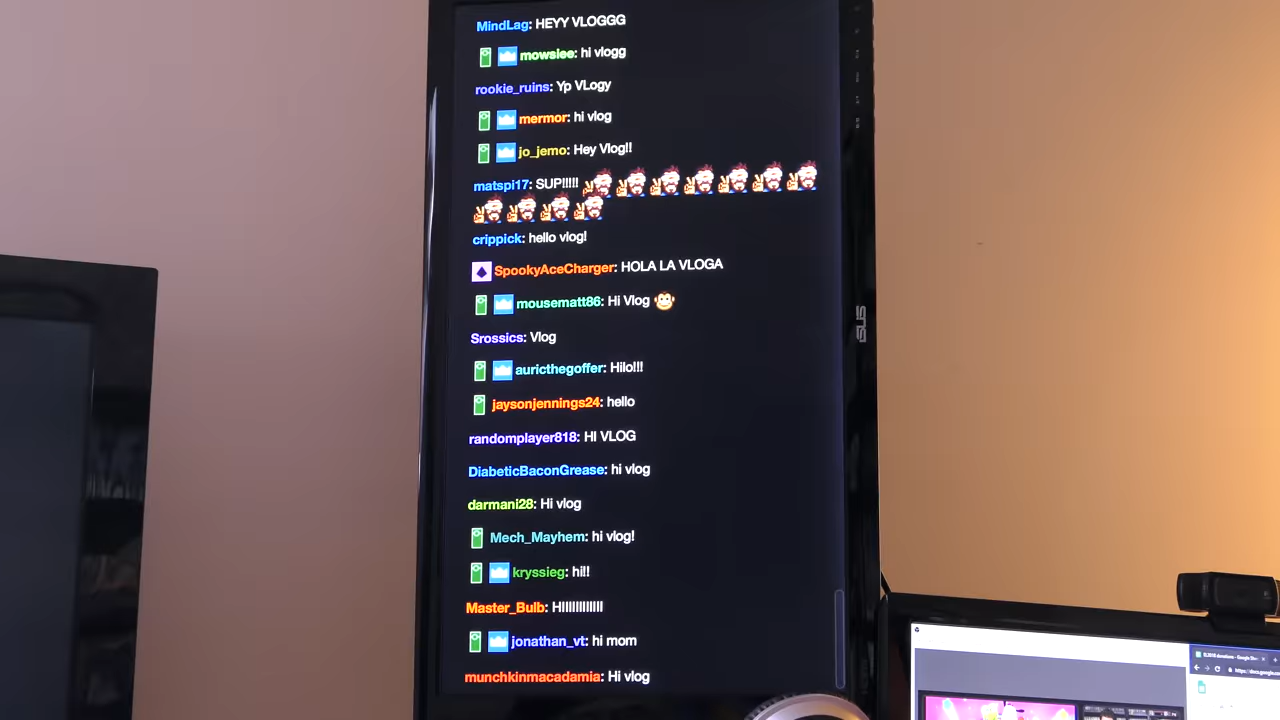 MindLag: HEYY VLOGGG
mowslee: hi vlogg
rookie_ruins: Yp VLogy
mermor: hi vlog
jo_jemo: Hey Vlog!!
matspi17: SUP!!!!!
crippick: hello vlog!
SpookyAceCharger: HOLA LA VLOGA
mousematt86: Hi Vlog
Srossics: Vlog
auricthegoffer: Hilo!!!
jaysonjennings24: hello
randomplayer818: HI VLOG
DiabeticBaconGrease: hi vlog
darmani28: Hi vlog
Mech_Mayhem: hi vlog!
kryssieg: hi!!
Master_Bulb: HIIIIIIIIIIII
jonathan_vt: hi mom
munchkinmacadamia: Hi vlog
ASUS